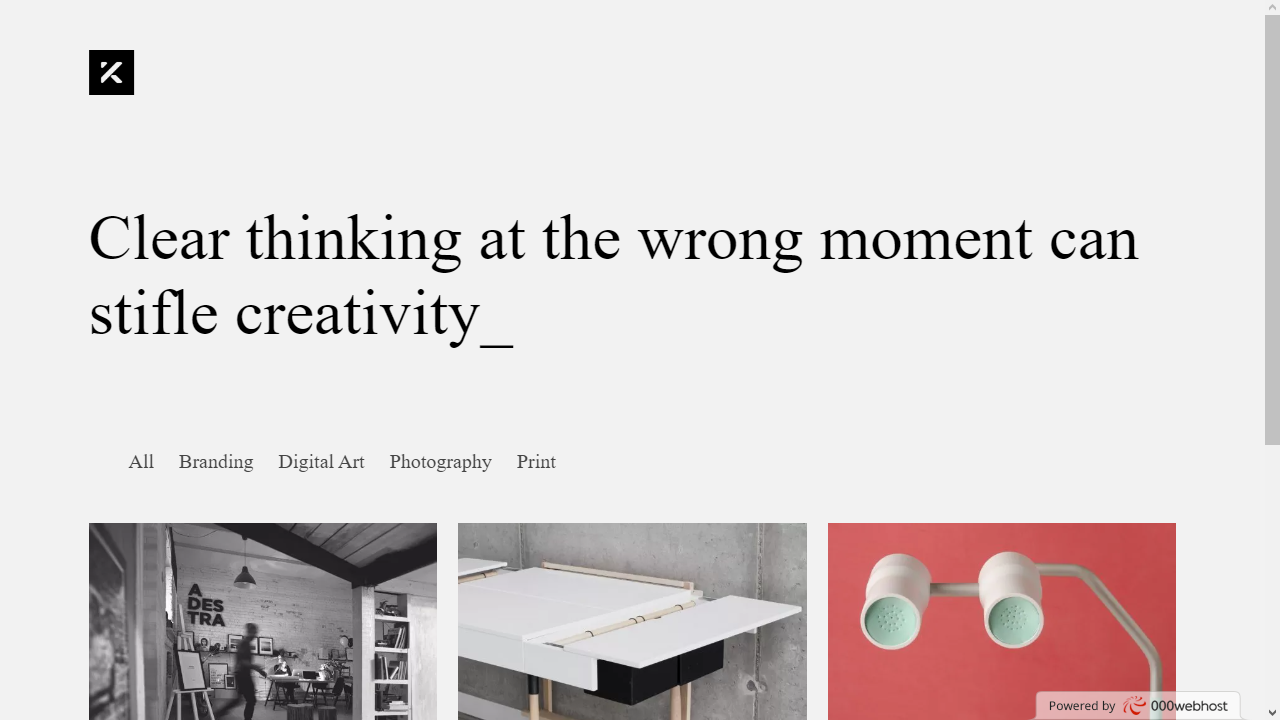 Clear thinking at the wrong moment can
stifle creativity_
All Branding Digital Art Photography Print
A
DES
TRA
Powered by 000webhost